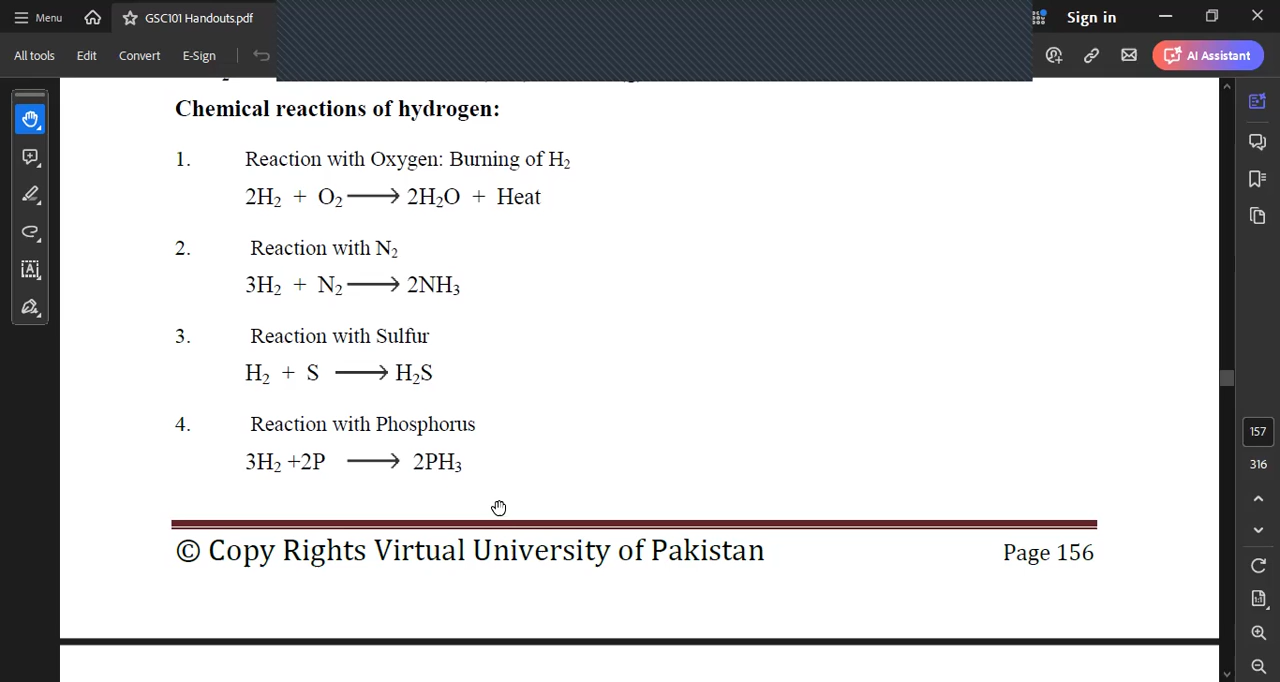 Menu
GSC101 Handouts.pdf
Sign in
All tools
Edit
Convert
E-Sign
AI Assistant
Chemical reactions of hydrogen:
1. Reaction with Oxygen: Burning of H₂
2H₂ + O₂ ⟶ 2H₂O + Heat
2. Reaction with N₂
3H₂ + N₂ ⟶ 2NH₃
3. Reaction with Sulfur
H₂ + S ⟶ H₂S
4. Reaction with Phosphorus
3H₂ +2P ⟶ 2PH₃
© Copy Rights Virtual University of Pakistan
Page 156
157
316
1:1